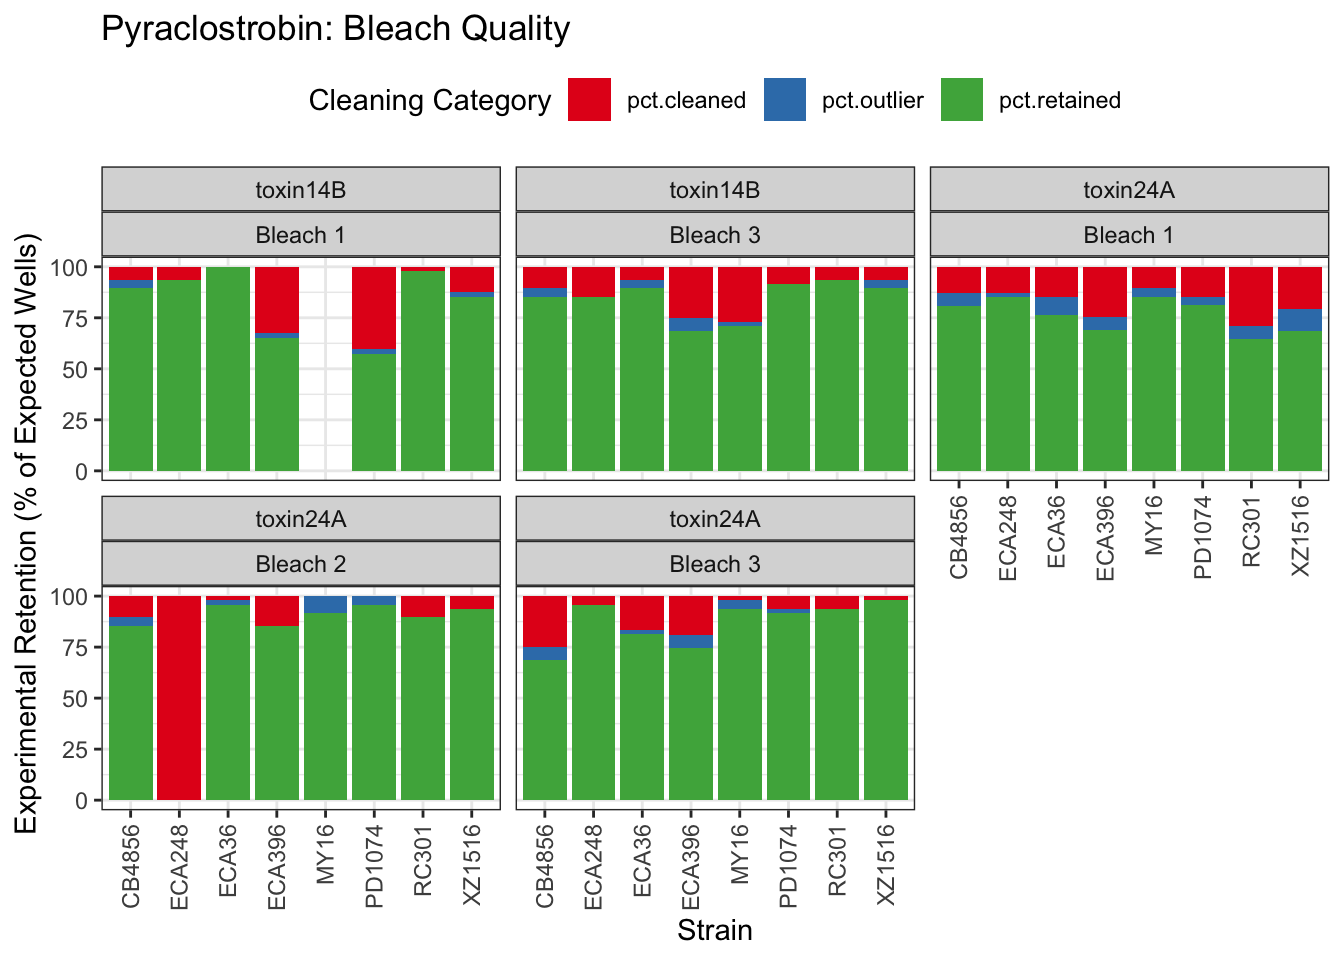 Pyraclostrobin: Bleach Quality
Cleaning Category pct.cleaned pct.outlier pct.retained
toxin14B toxin14B toxin24A
Bleach 1 Bleach 3 Bleach 1
100
75
50
25
0
CB4856 ECA248 ECA36 ECA396 MY16 PD1074 RC301 XZ1516
toxin24A toxin24A
Bleach 2 Bleach 3
100
75
50
25
0
CB4856 ECA248 ECA36 ECA396 MY16 PD1074 RC301 XZ1516 CB4856 ECA248 ECA36 ECA396 MY16 PD1074 RC301 XZ1516
Strain
Experimental Retention (% of Expected Wells)